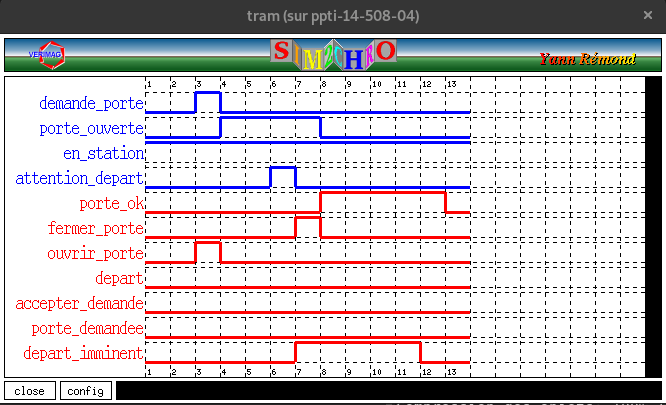 tram (sur ppti-14-508-04)
VERIMAG
SIM2CHRO
Yann Rémond
1 2 3 4 5 6 7 8 9 10 11 12 13
demande_porte
porte_ouverte
en_station
attention_depart
porte_ok
fermer_porte
ouvrir_porte
depart
accepter_demande
porte_demandee
depart_imminent
1 2 3 4 5 6 7 8 9 10 11 12 13
close config